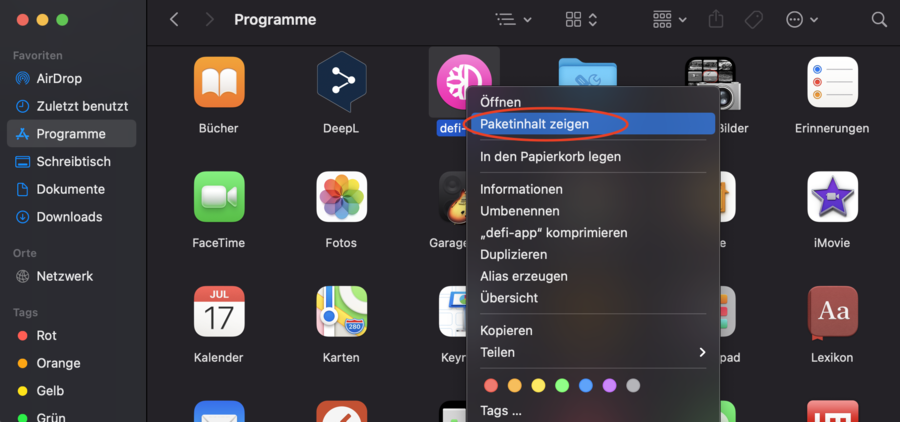 Programme
Favoriten
AirDrop
Zuletzt benutzt
Programme
Schreibtisch
Dokumente
Downloads
Orte
Netzwerk
Tags
Rot
Orange
Gelb
Grün
Bücher
DeepL
defi-
Bilder
Erinnerungen
FaceTime
Fotos
Garage
iMovie
JUL
17
280
Aa
Kalender
Karten
Keyn
pad
Lexikon
Öffnen
Paketinhalt zeigen
In den Papierkorb legen
Informationen
Umbenennen
„defi-app“ komprimieren
Duplizieren
Alias erzeugen
Übersicht
Kopieren
Teilen
Tags ...